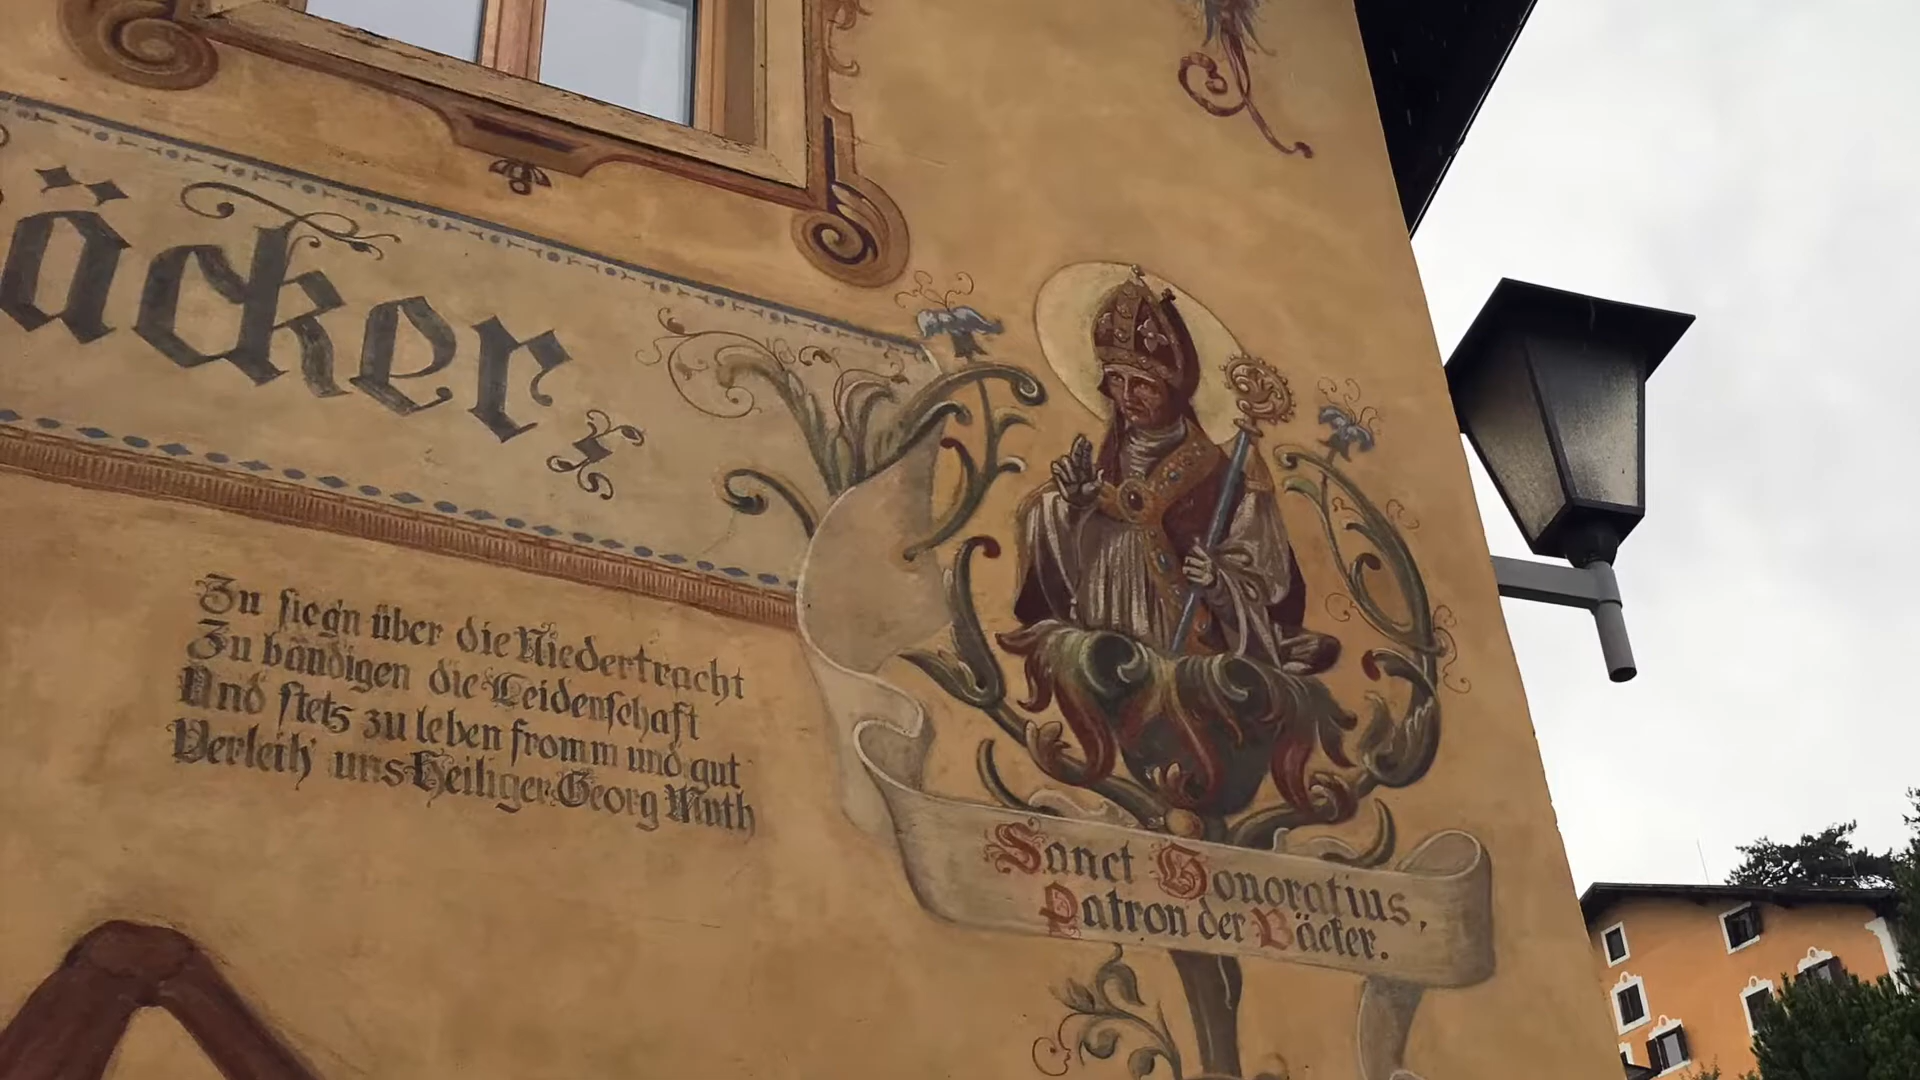 äcker
Zu sieg'n über die Niedertracht
Zu bändigen die Leidenschaft
Und stets zu leben fromm und gut
Verleih' uns Heiliger Georg Muth
Sanct Honoratius,
Patron der Bäcker.